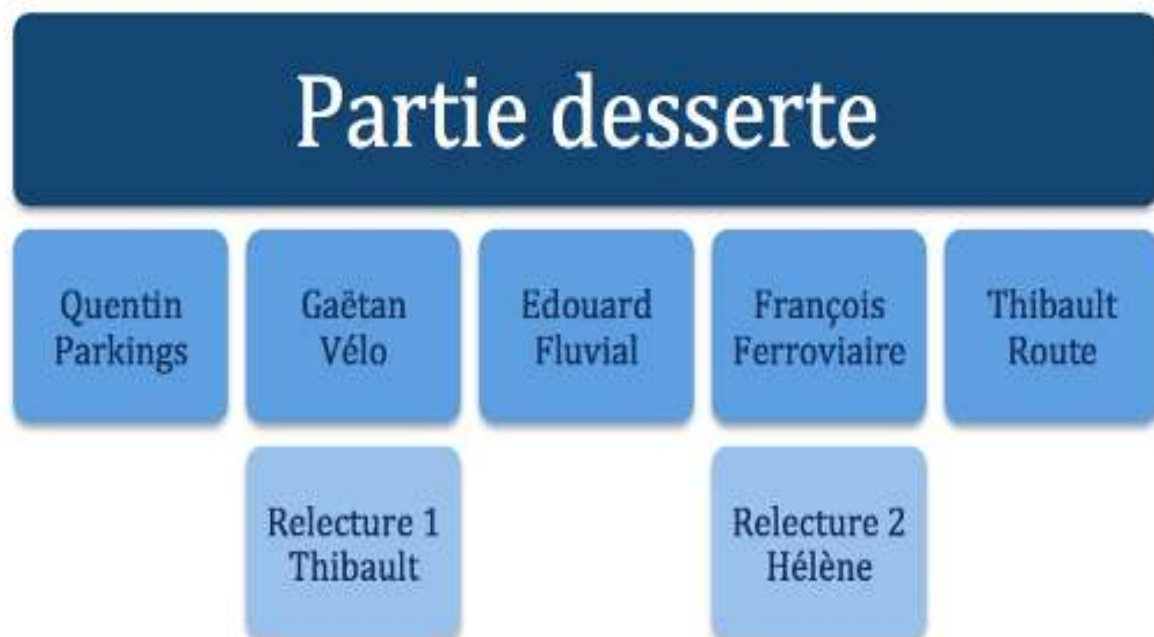 Partie desserte
Quentin
Parkings
Gaëtan
Vélo
Edouard
Fluvial
François
Ferroviaire
Thibault
Route
Relecture 1
Thibault
Relecture 2
Hélène